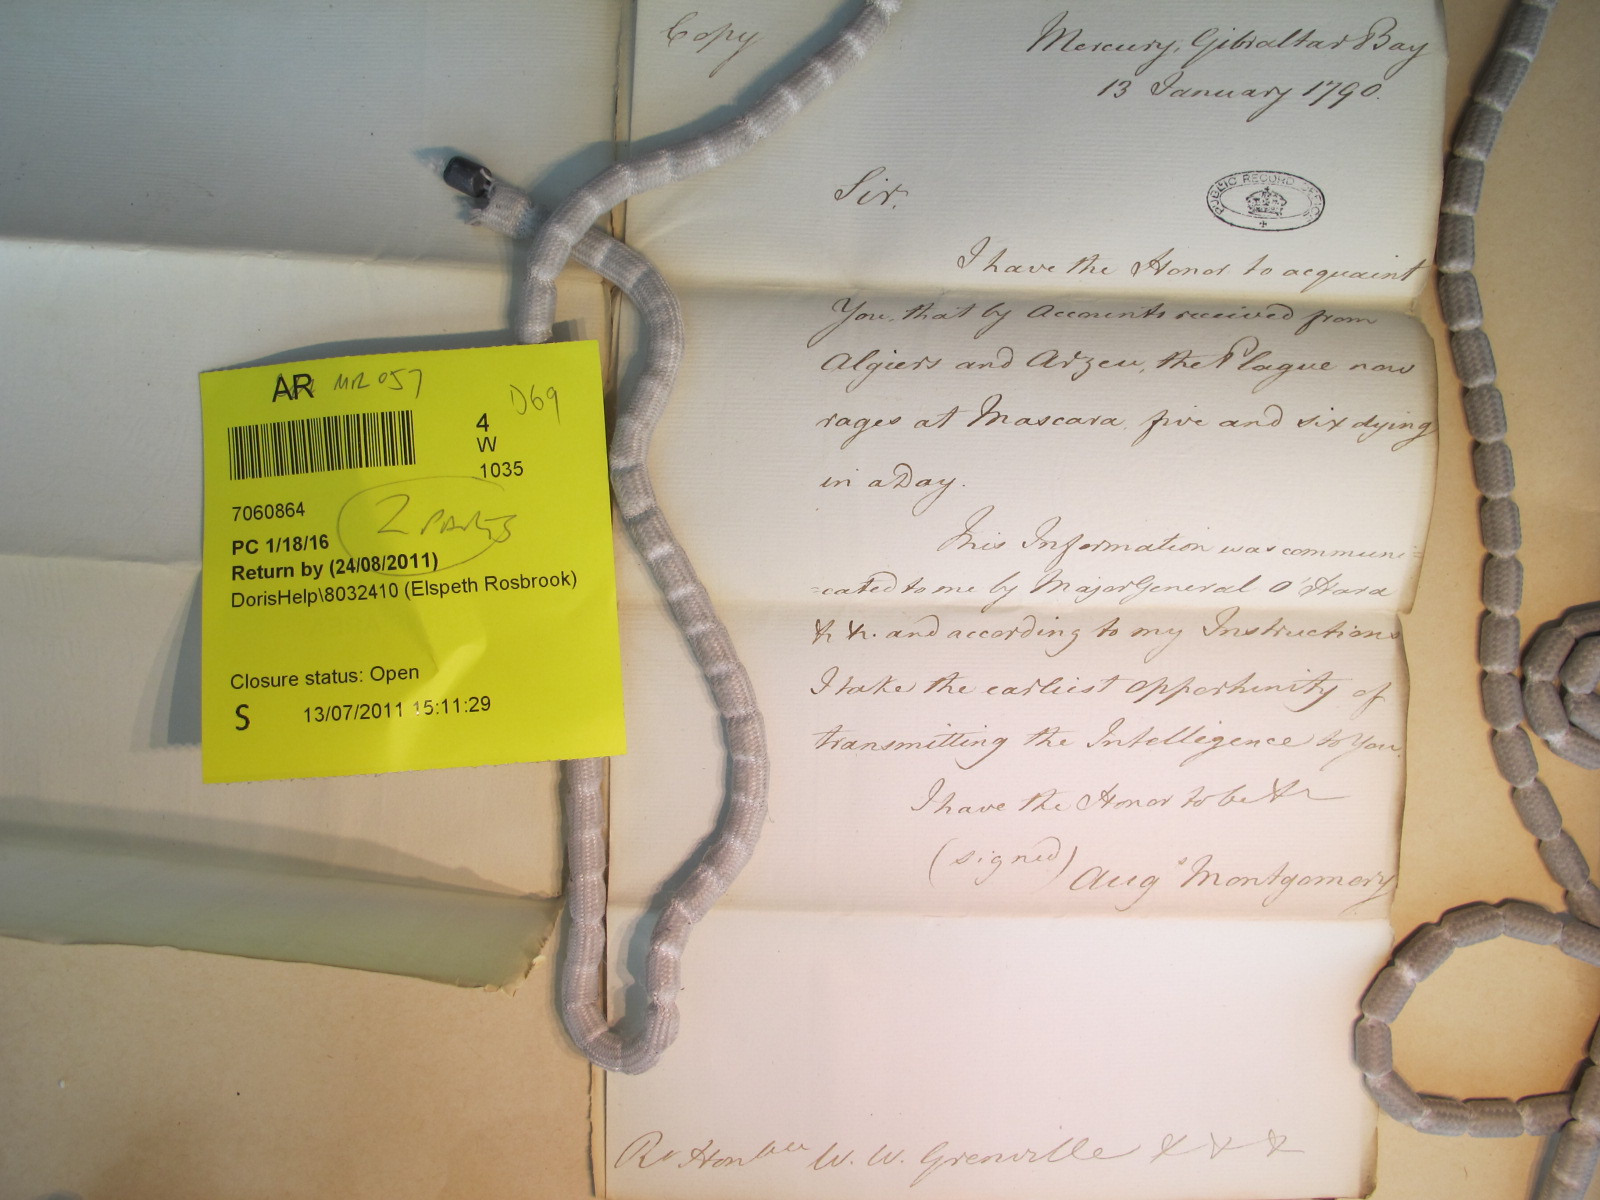 Copy
Mercury, Gibraltar Bay
13 January 1790.
Sir.
PUBLIC RECORD OFFICE
I have the Honor to acquaint
You, that by Accounts received from
Algiers and Arzeu, the Plague now
rages at Mascara, five and six dying
in a Day.
This Information was communi=
=cated to me by Major General O'Hara
&c &c. and according to my Instructions
I take the earliest Opportunity of
transmitting the Intelligence to You.
I have the Honor to be &c
(signed) Augs Montgomery
Rt Honble W. W. Grenville &c &c &c
AR MR 057
D69
4
W
1035
7060864
2 PARTS
PC 1/18/16
Return by (24/08/2011)
DorisHelp\8032410 (Elspeth Rosbrook)
Closure status: Open
S 13/07/2011 15:11:29